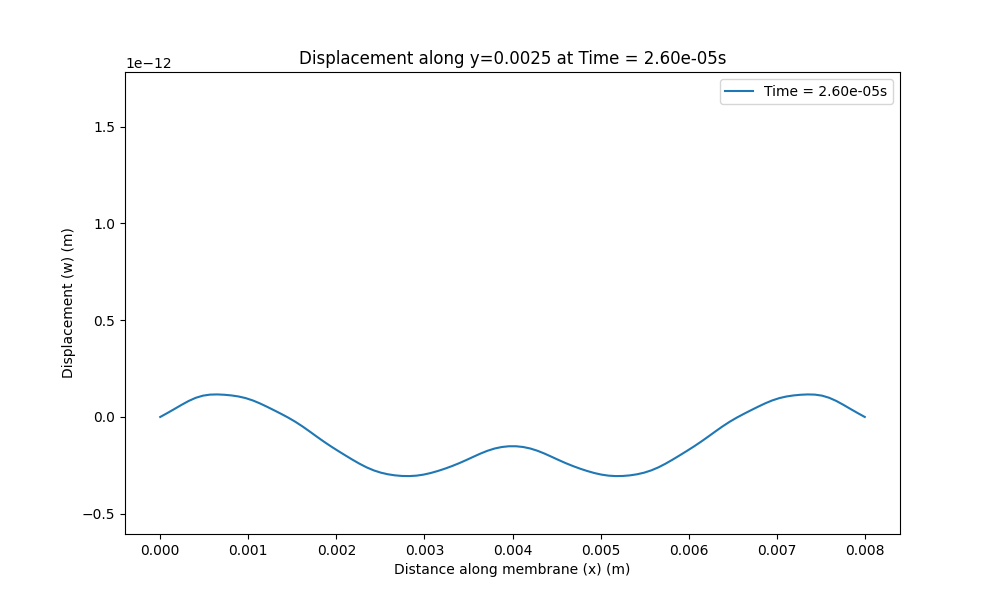 Displacement along y=0.0025 at Time = 2.60e-05s
1e−12
Time = 2.60e-05s
1.5
1.0
0.5
0.0
−0.5
Displacement (w) (m)
0.000 0.001 0.002 0.003 0.004 0.005 0.006 0.007 0.008
Distance along membrane (x) (m)